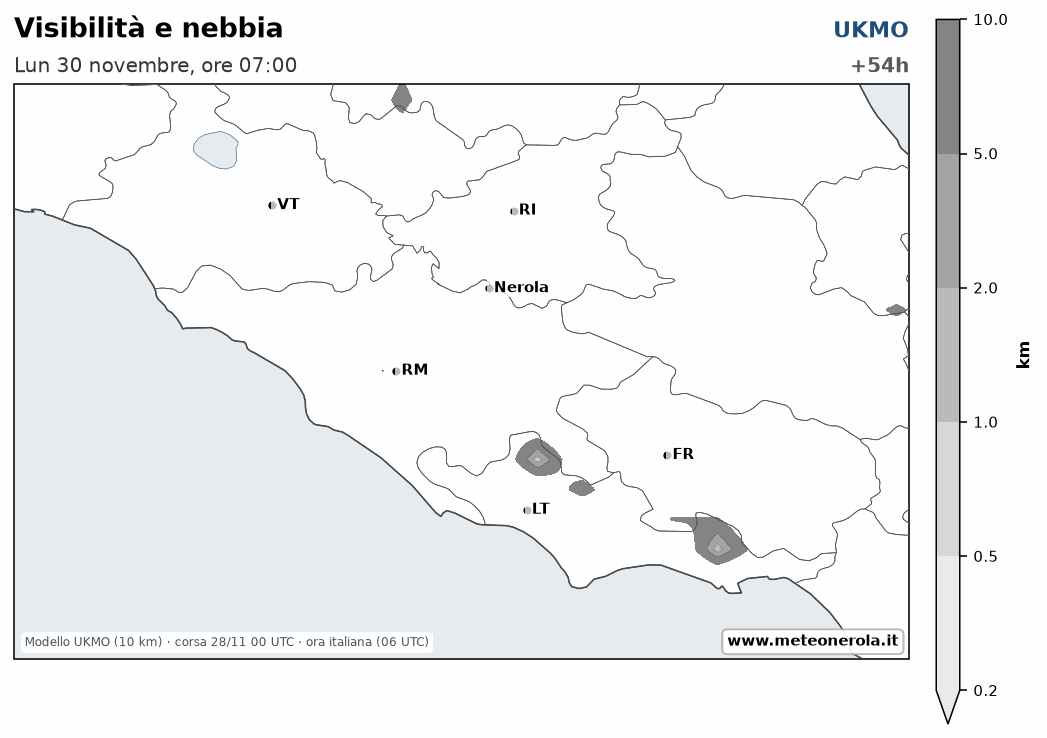 Visibilità e nebbia
UKMO
Lun 30 novembre, ore 07:00
+54h
VT
RI
Nerola
RM
FR
LT
Modello UKMO (10 km) · corsa 28/11 00 UTC · ora italiana (06 UTC)
www.meteonerola.it
10.0
5.0
2.0
1.0
0.5
0.2
km